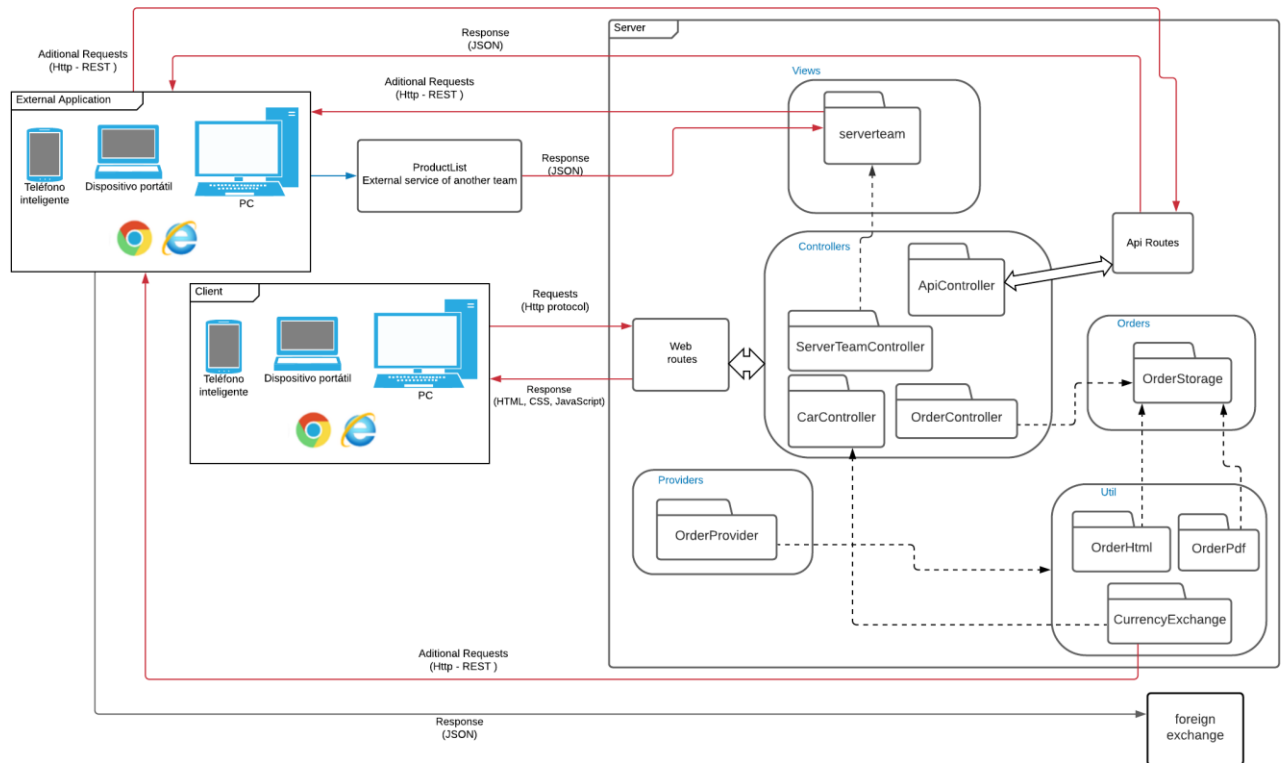 Server
Response
(JSON)
Aditional Requests
(Http - REST )
Views
Aditional Requests
(Http - REST )
External Application
serverteam
ProductList
External service of another team
Response
(JSON)
Teléfono
inteligente
Dispositivo portátil
PC
Controllers
Api Routes
ApiController
Client
Requests
(Http protocol)
Orders
Web
routes
ServerTeamController
OrderStorage
Teléfono
inteligente
Dispositivo portátil
PC
Response
(HTML, CSS, JavaScript)
CarController
OrderController
Providers
Util
OrderProvider
OrderHtml
OrderPdf
CurrencyExchange
Aditional Requests
(Http - REST )
Response
(JSON)
foreign
exchange